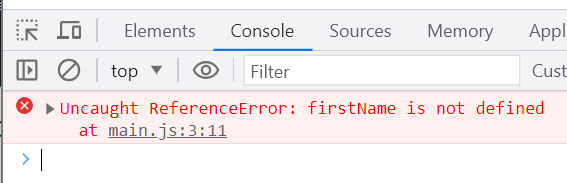 Elements Console Sources Memory Appl
top Filter Cust
Uncaught ReferenceError: firstName is not defined
at main.js:3:11